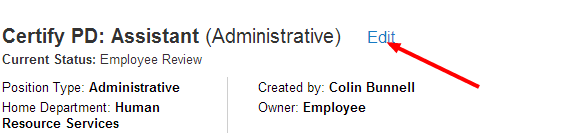 Certify PD: Assistant (Administrative) Edit
Current Status: Employee Review
Position Type: Administrative
Home Department: Human
Resource Services
Created by: Colin Bunnell
Owner: Employee